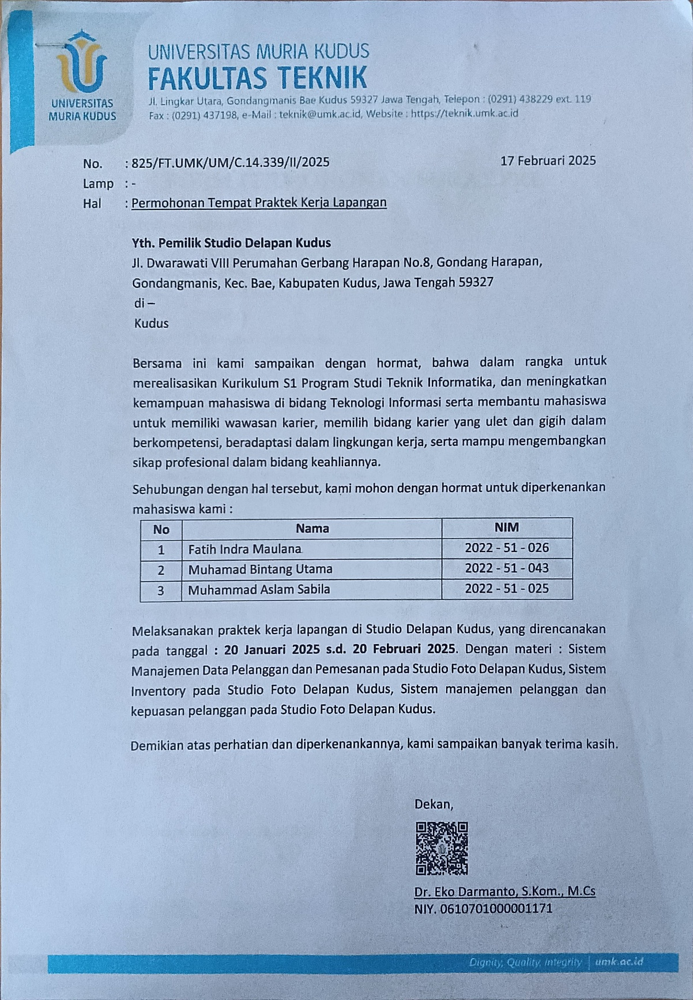 UNIVERSITAS
MURIA KUDUS
UNIVERSITAS MURIA KUDUS
FAKULTAS TEKNIK
Jl. Lingkar Utara, Gondangmanis Bae Kudus 59327 Jawa Tengah, Telepon : (0291) 438229 ext. 119
Fax : (0291) 437198, e-Mail : teknik@umk.ac.id, Website : https://teknik.umk.ac.id
No. : 825/FT.UMK/UM/C.14.339/II/2025 17 Februari 2025
Lamp : -
Hal : Permohonan Tempat Praktek Kerja Lapangan
Yth. Pemilik Studio Delapan Kudus
Jl. Dwarawati VIII Perumahan Gerbang Harapan No.8, Gondang Harapan,
Gondangmanis, Kec. Bae, Kabupaten Kudus, Jawa Tengah 59327
di –
Kudus
Bersama ini kami sampaikan dengan hormat, bahwa dalam rangka untuk
merealisasikan Kurikulum S1 Program Studi Teknik Informatika, dan meningkatkan
kemampuan mahasiswa di bidang Teknologi Informasi serta membantu mahasiswa
untuk memiliki wawasan karier, memilih bidang karier yang ulet dan gigih dalam
berkompetensi, beradaptasi dalam lingkungan kerja, serta mampu mengembangkan
sikap profesional dalam bidang keahliannya.
Sehubungan dengan hal tersebut, kami mohon dengan hormat untuk diperkenankan
mahasiswa kami :
No Nama NIM
1 Fatih Indra Maulana 2022 - 51 - 026
2 Muhamad Bintang Utama 2022 - 51 - 043
3 Muhammad Aslam Sabila 2022 - 51 - 025
Melaksanakan praktek kerja lapangan di Studio Delapan Kudus, yang direncanakan
pada tanggal : 20 Januari 2025 s.d. 20 Februari 2025. Dengan materi : Sistem
Manajemen Data Pelanggan dan Pemesanan pada Studio Foto Delapan Kudus, Sistem
Inventory pada Studio Foto Delapan Kudus, Sistem manajemen pelanggan dan
kepuasan pelanggan pada Studio Foto Delapan Kudus.
Demikian atas perhatian dan diperkenankannya, kami sampaikan banyak terima kasih.
Dekan,
Dr. Eko Darmanto, S.Kom., M.Cs
NIY. 0610701000001171
Dignity, Quality, Integrity | umk.ac.id